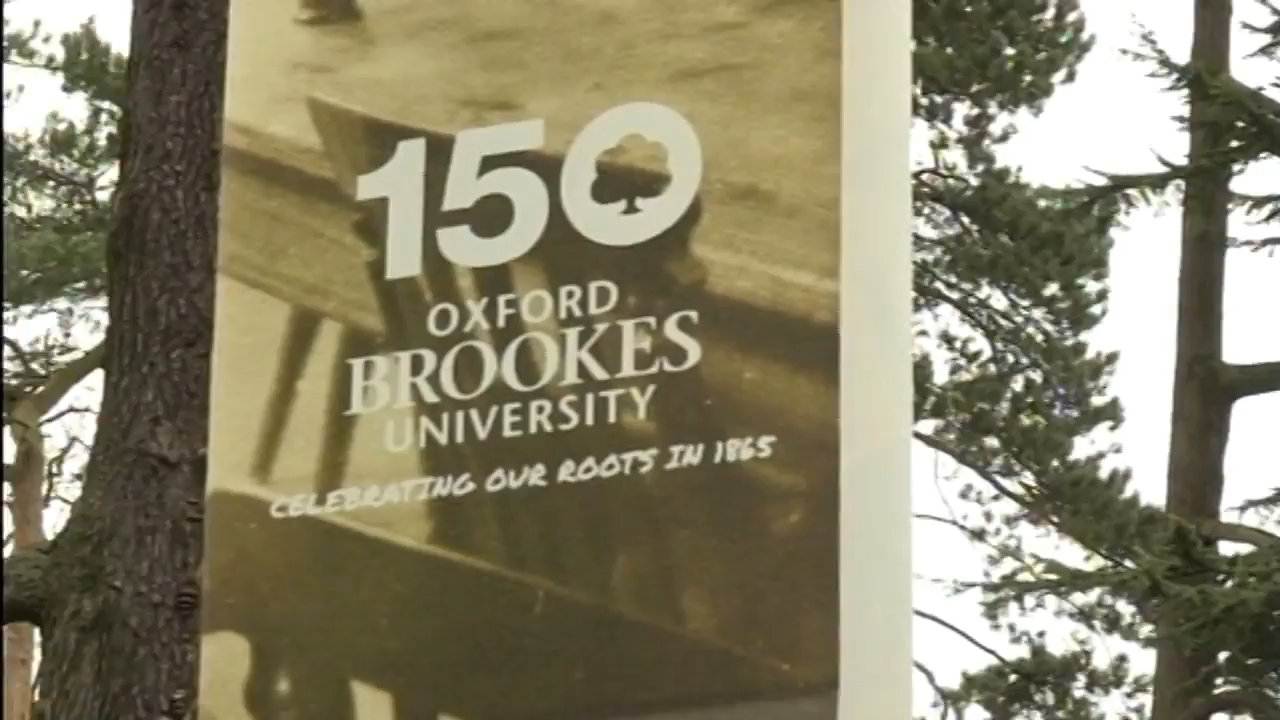 150
OXFORD
BROOKES
UNIVERSITY
CELEBRATING OUR ROOTS IN 1865